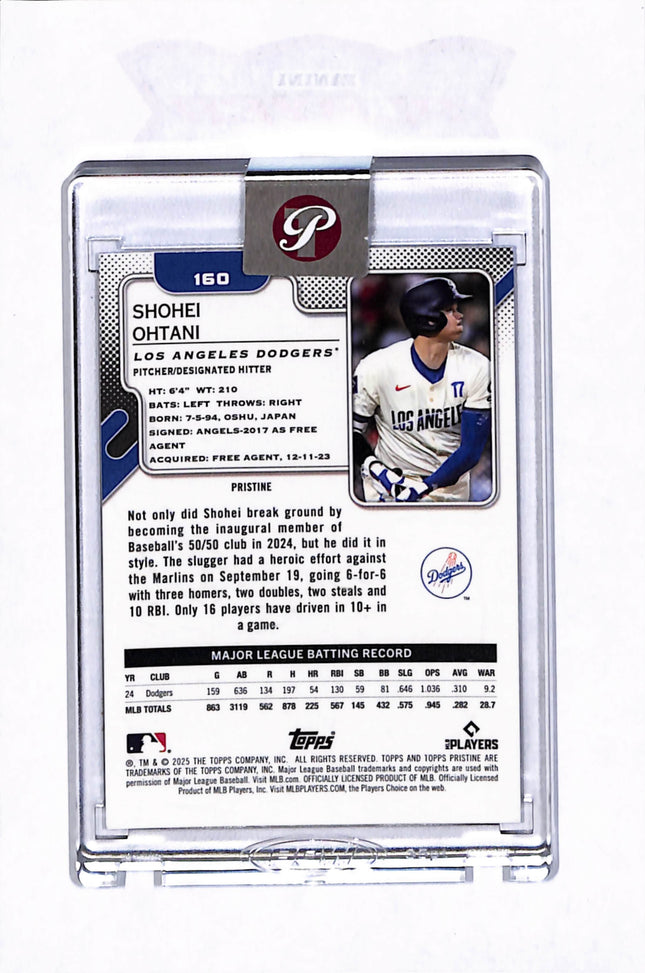 PANINI
P
160
SHOHEI
OHTANI
LOS ANGELES DODGERS®
PITCHER/DESIGNATED HITTER
HT: 6'4" WT: 210
BATS: LEFT THROWS: RIGHT
BORN: 7-5-94, OSHU, JAPAN
SIGNED: ANGELS-2017 AS FREE
AGENT
ACQUIRED: FREE AGENT, 12-11-23
17
LOS ANGELE
PRISTINE
Not only did Shohei break ground by
becoming the inaugural member of
Baseball's 50/50 club in 2024, but he did it in
style. The slugger had a heroic effort against
the Marlins on September 19, going 6-for-6
with three homers, two doubles, two steals and
10 RBI. Only 16 players have driven in 10+ in
a game.
Dodgers
TM
MAJOR LEAGUE BATTING RECORD
YR CLUB G AB R H HR RBI SB BB SLG OPS AVG WAR
24 Dodgers 159 636 134 197 54 130 59 81 .646 1.036 .310 9.2
MLB TOTALS 863 3119 562 878 225 567 145 432 .575 .945 .282 28.7
Topps®
MLB PLAYERS
®, TM & © 2025 THE TOPPS COMPANY, INC. ALL RIGHTS RESERVED. TOPPS AND TOPPS PRISTINE ARE
TRADEMARKS OF THE TOPPS COMPANY, INC. Major League Baseball trademarks and copyrights are used with
permission of Major League Baseball. Visit MLB.com. OFFICIALLY LICENSED PRODUCT OF MLB. Officially Licensed
Product of MLB Players, Inc. Visit MLBPLAYERS.COM, the Players Choice on the web.